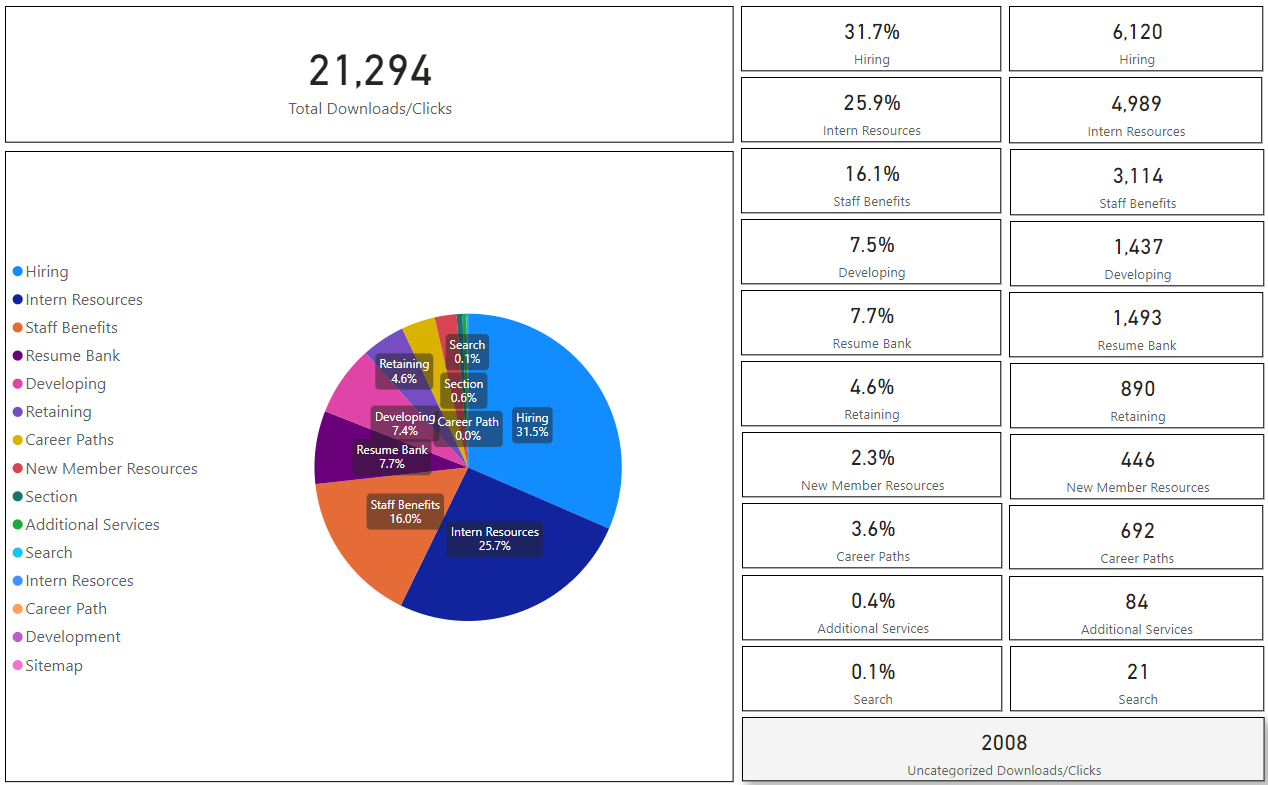 21,294
Total Downloads/Clicks
Hiring
Intern Resources
Staff Benefits
Resume Bank
Developing
Retaining
Career Paths
New Member Resources
Section
Additional Services
Search
Intern Resorces
Career Path
Development
Sitemap
Search
0.1%
Retaining
4.6%
Section
0.6%
Developing
7.4%
Career Path
0.0%
Hiring
31.5%
Resume Bank
7.7%
Staff Benefits
16.0%
Intern Resources
25.7%
31.7%
Hiring
6,120
Hiring
25.9%
Intern Resources
4,989
Intern Resources
16.1%
Staff Benefits
3,114
Staff Benefits
7.5%
Developing
1,437
Developing
7.7%
Resume Bank
1,493
Resume Bank
4.6%
Retaining
890
Retaining
2.3%
New Member Resources
446
New Member Resources
3.6%
Career Paths
692
Career Paths
0.4%
Additional Services
84
Additional Services
0.1%
Search
21
Search
2008
Uncategorized Downloads/Clicks